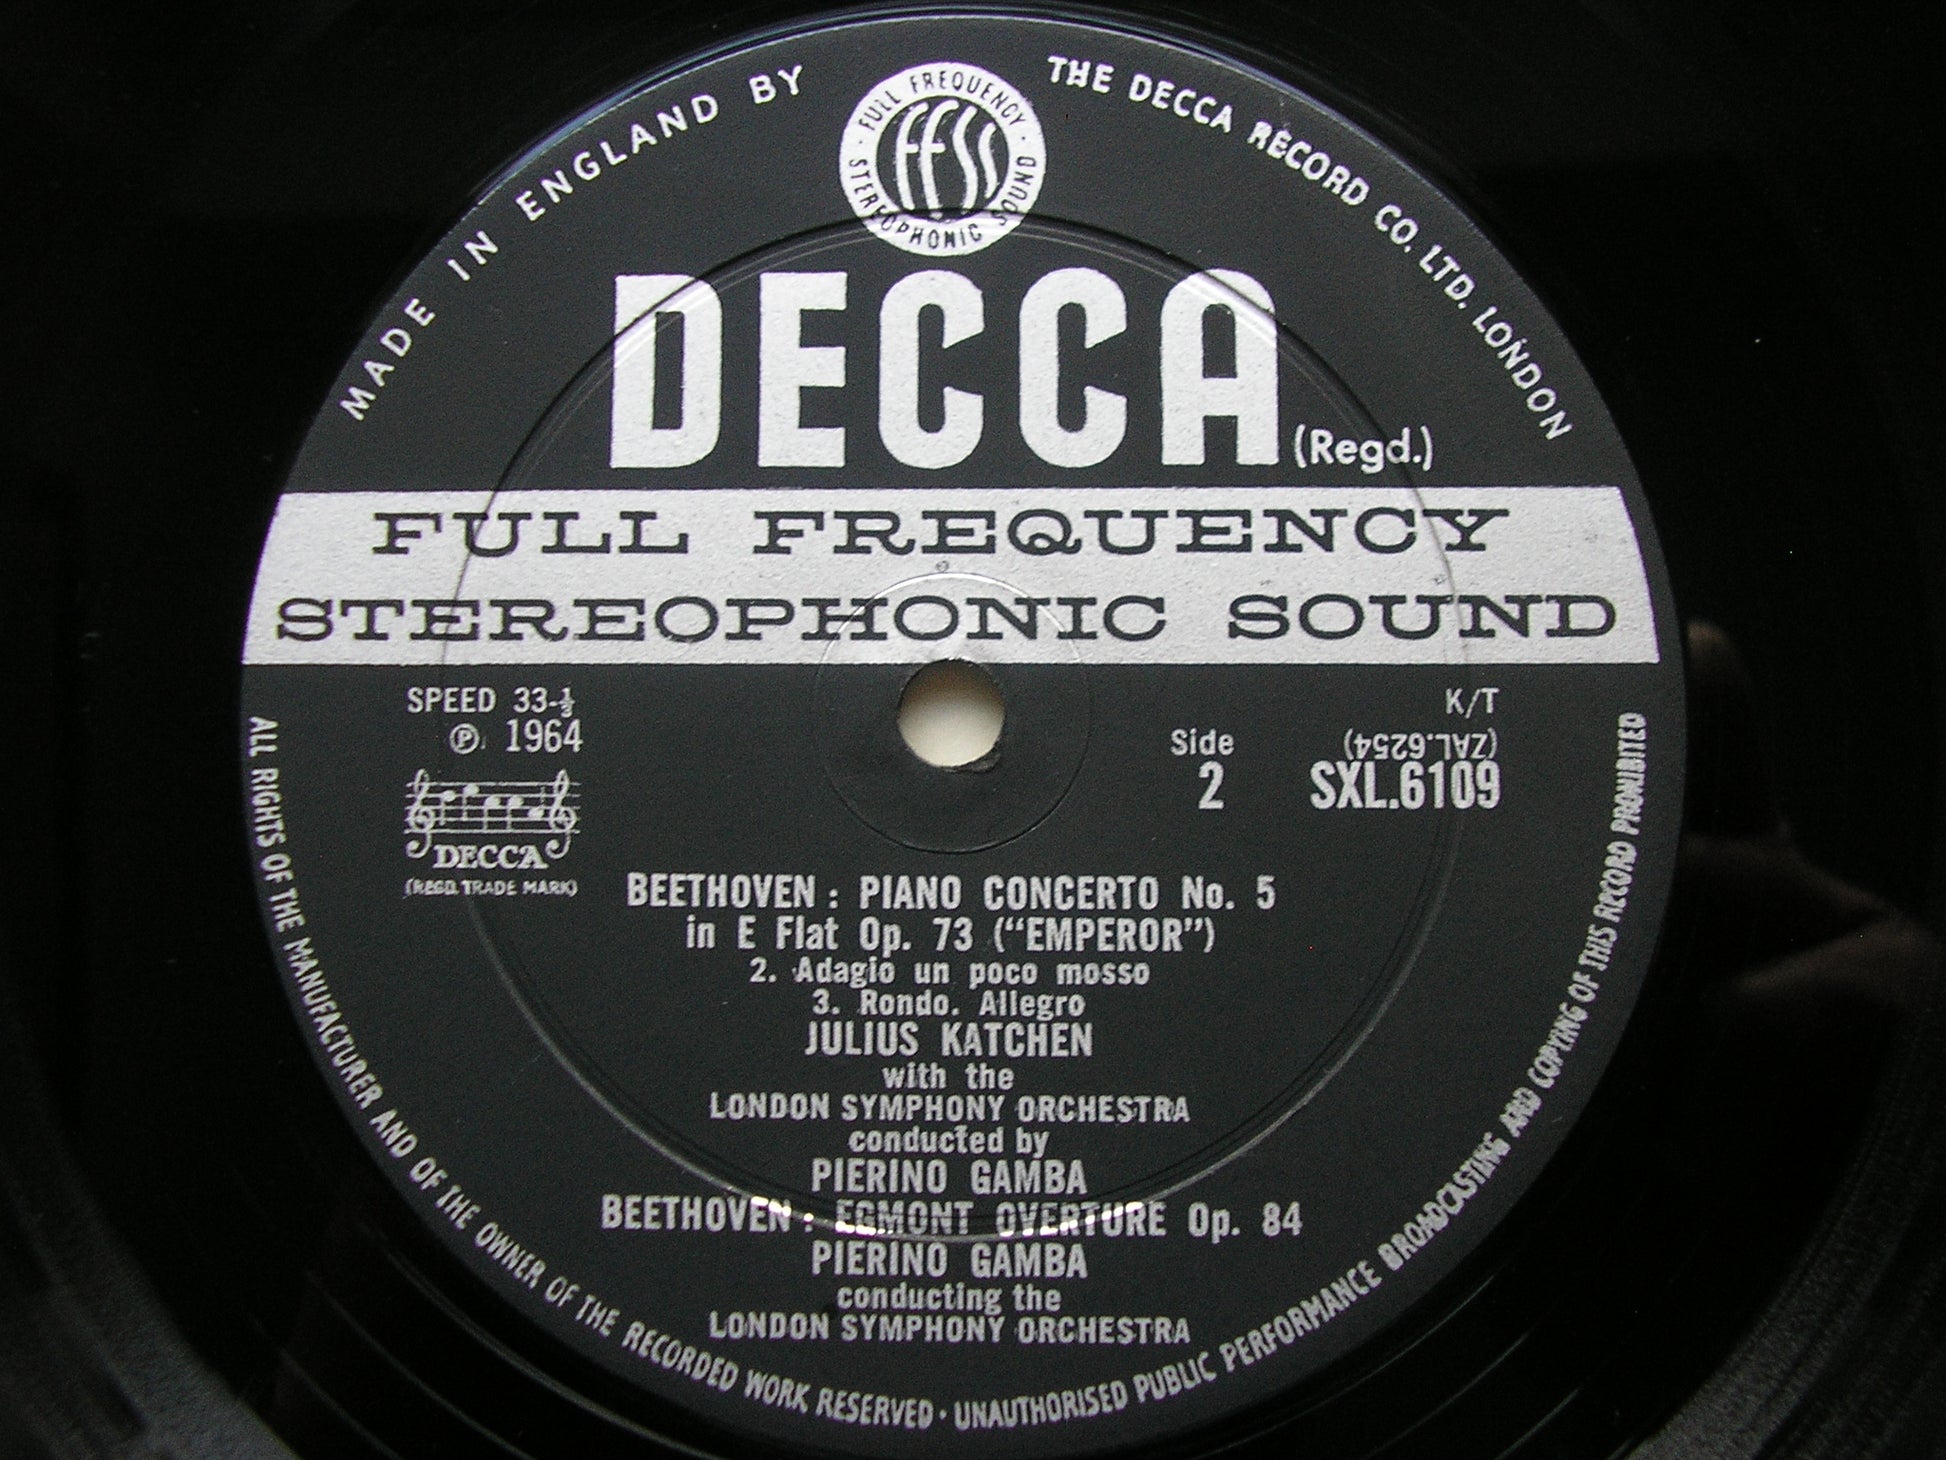 MADE IN ENGLAND BY
THE DECCA RECORD CO. LTD. LONDON
FULL FREQUENCY
FFSS
STEREOPHONIC SOUND
DECCA (Regd.)
FULL FREQUENCY
STEREOPHONIC SOUND
SPEED 33-⅓
℗ 1964
DECCA
(REGD. TRADE MARK)
K/T
Side
2
(ZAL.6254)
SXL.6109
BEETHOVEN : PIANO CONCERTO No. 5
in E Flat Op. 73 ("EMPEROR")
2. Adagio un poco mosso
3. Rondo. Allegro
JULIUS KATCHEN
with the
LONDON SYMPHONY ORCHESTRA
conducted by
PIERINO GAMBA
BEETHOVEN : EGMONT OVERTURE Op. 84
PIERINO GAMBA
conducting the
LONDON SYMPHONY ORCHESTRA
ALL RIGHTS OF THE MANUFACTURER AND OF THE OWNER OF THE RECORDED WORK RESERVED · UNAUTHORISED PUBLIC PERFORMANCE BROADCASTING AND COPYING OF THIS RECORD PROHIBITED